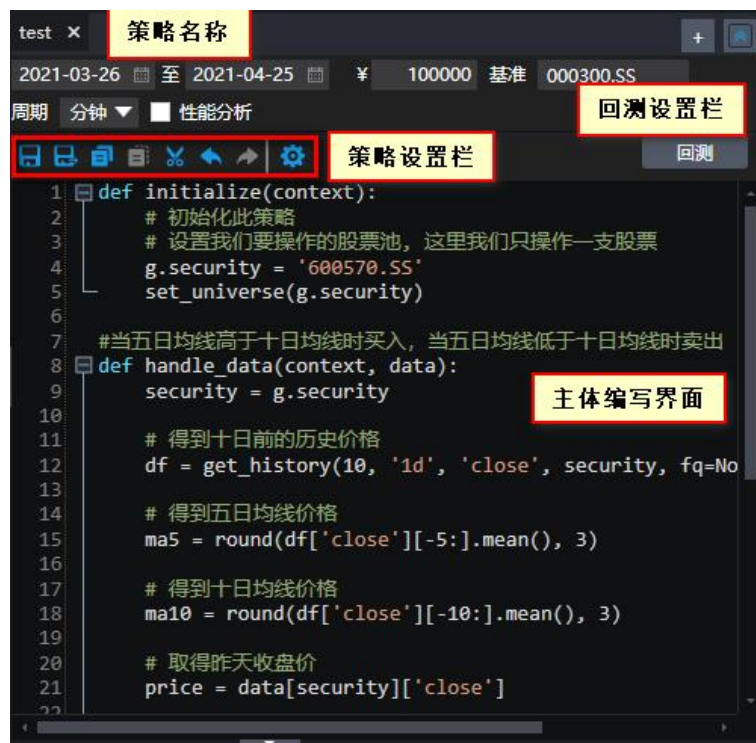 test × 策略名称 +
2021-03-26 至 2021-04-25 ¥ 100000 基准 000300.SS
周期 分钟 性能分析 回测设置栏
策略设置栏 回测
1 def initialize(context):
2 # 初始化此策略
3 # 设置我们要操作的股票池, 这里我们只操作一支股票
4 g.security = '600570.SS'
5 set_universe(g.security)
6
7 #当五日均线高于十日均线时买入, 当五日均线低于十日均线时卖出
8 def handle_data(context, data):
9 security = g.security
主体编写界面
10
11 # 得到十日前的历史价格
12 df = get_history(10, '1d', 'close', security, fq=No
13
14 # 得到五日均线价格
15 ma5 = round(df['close'][-5:].mean(), 3)
16
17 # 得到十日均线价格
18 ma10 = round(df['close'][-10:].mean(), 3)
19
20 # 取得昨天收盘价
21 price = data[security]['close']
22